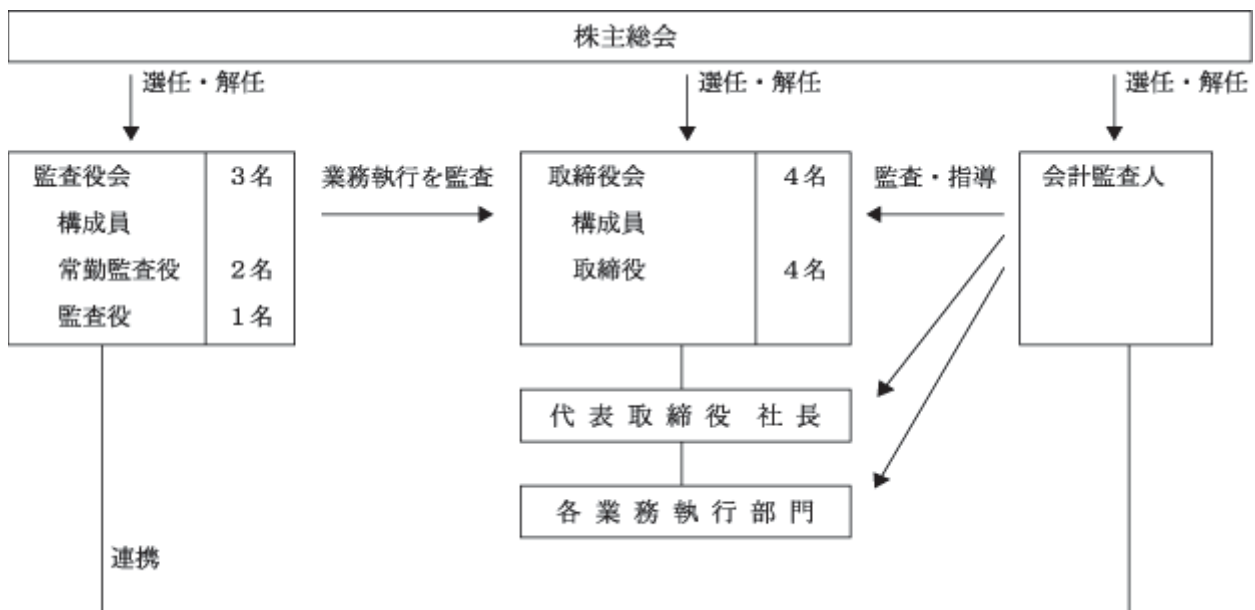 株主総会
選任・解任
選任・解任
選任・解任
監査役会 3名
構成員
常勤監査役 2名
監査役 1名
業務執行を監査
取締役会 4名
構成員
取締役 4名
監査・指導
会計監査人
代表取締役 社長
各業務執行部門
連携